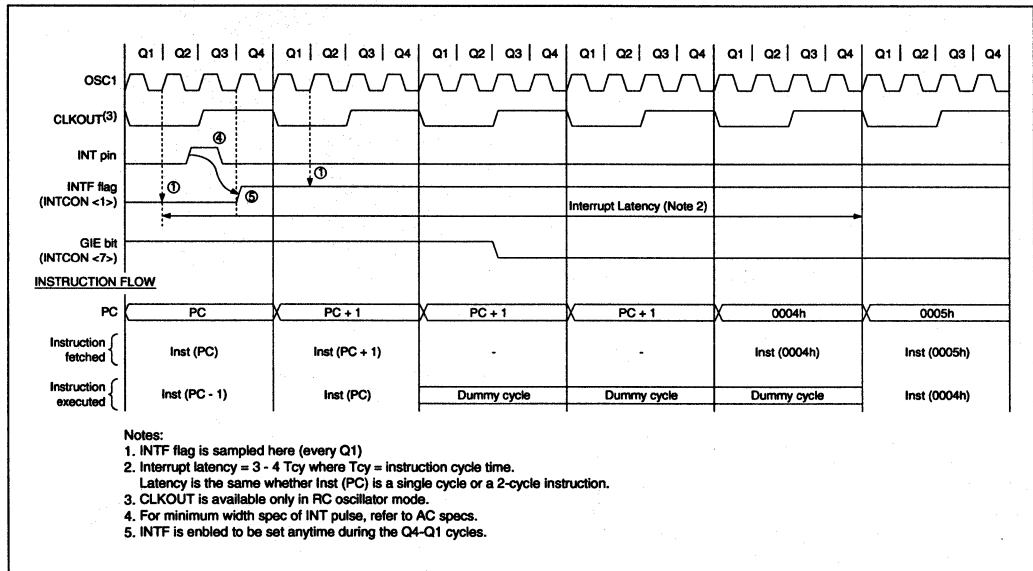 Q1 | Q2 | Q3 | Q4 | Q1 | Q2 | Q3 | Q4 | Q1 | Q2 | Q3 | Q4 | Q1 | Q2 | Q3 | Q4 | Q1 | Q2 | Q3 | Q4 | Q1 | Q2 | Q3 | Q4
OSC1
CLKOUT(3)
④
INT pin
① ①
INTF flag
(INTCON <1>)
⑤
Interrupt Latency (Note 2)
GIE bit
(INTCON <7>)
INSTRUCTION FLOW
PC PC PC + 1 PC + 1 PC + 1 0004h 0005h
Instruction
fetched { Inst (PC) Inst (PC + 1) - - Inst (0004h) Inst (0005h)
Instruction
executed { Inst (PC - 1) Inst (PC) Dummy cycle Dummy cycle Dummy cycle Inst (0004h)
Notes:
1. INTF flag is sampled here (every Q1)
2. Interrupt latency = 3 - 4 Tcy where Tcy = instruction cycle time.
Latency is the same whether Inst (PC) is a single cycle or a 2-cycle instruction.
3. CLKOUT is available only in RC oscillator mode.
4. For minimum width spec of INT pulse, refer to AC specs.
5. INTF is enbled to be set anytime during the Q4-Q1 cycles.